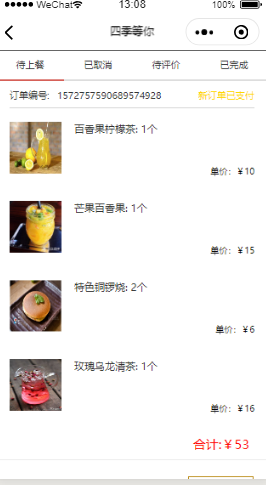 WeChat 13:08 100%
四季茶你
待上餐 已取消 待评价 已完成
订单编号: 1572757590689574928 新订单已支付
百香果柠檬茶: 1个
单价: ¥10
芒果百香果: 1个
单价: ¥15
特色铜锣烧: 2个
单价: ¥6
玫瑰乌龙清茶: 1个
单价: ¥16
合计: ¥53